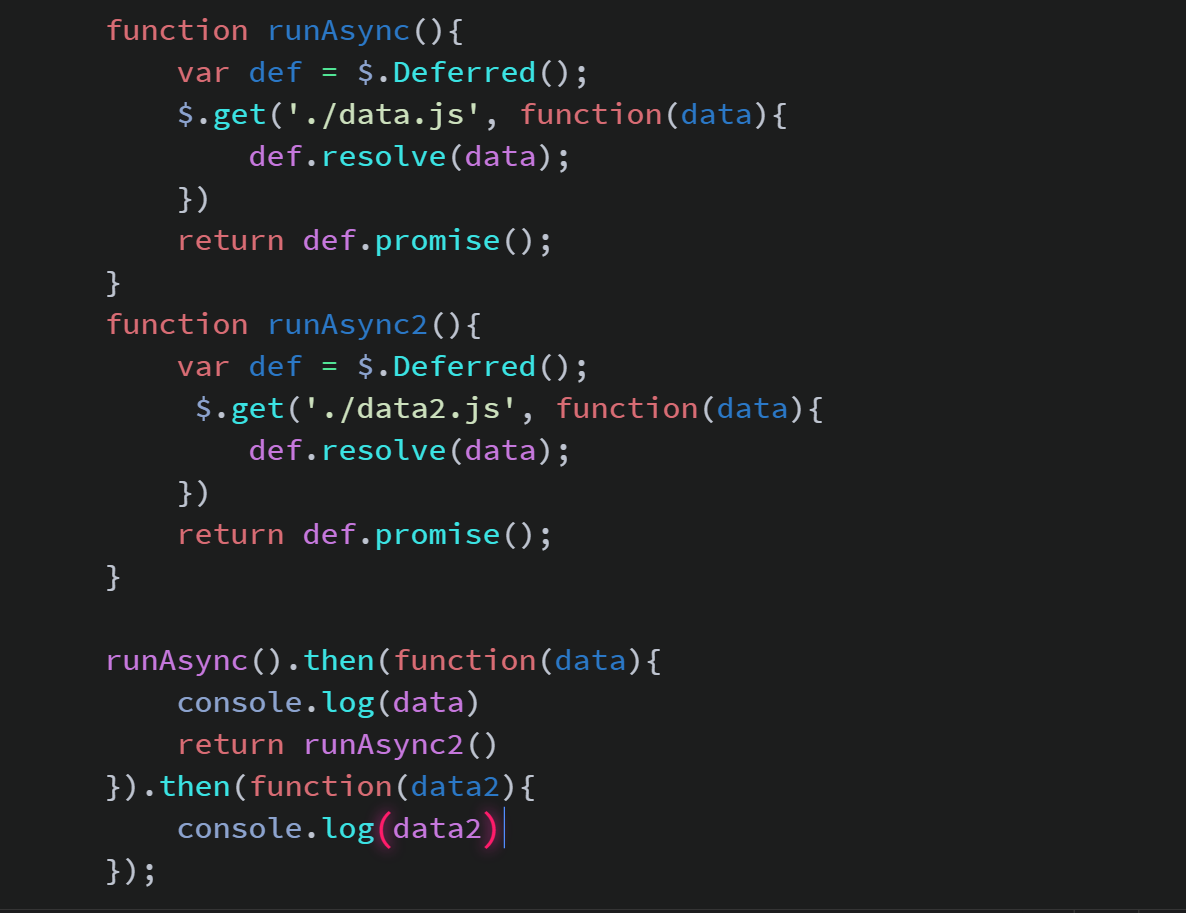 function runAsync(){
    var def = $.Deferred();
    $.get('./data.js', function(data){
        def.resolve(data);
    })
    return def.promise();
}
function runAsync2(){
    var def = $.Deferred();
     $.get('./data2.js', function(data){
        def.resolve(data);
    })
    return def.promise();
}

runAsync().then(function(data){
    console.log(data)
    return runAsync2()
}).then(function(data2){
    console.log(data2)
});